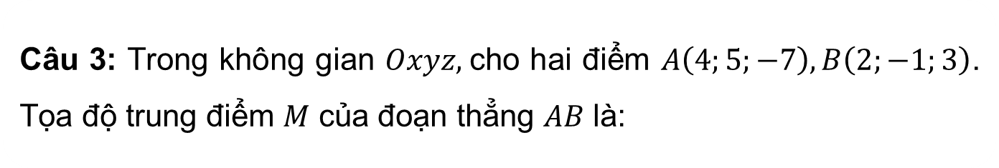 Câu 3: Trong không gian Oxyz, cho hai điểm A(4; 5; −7), B(2; −1; 3).
Tọa độ trung điểm M của đoạn thẳng AB là: